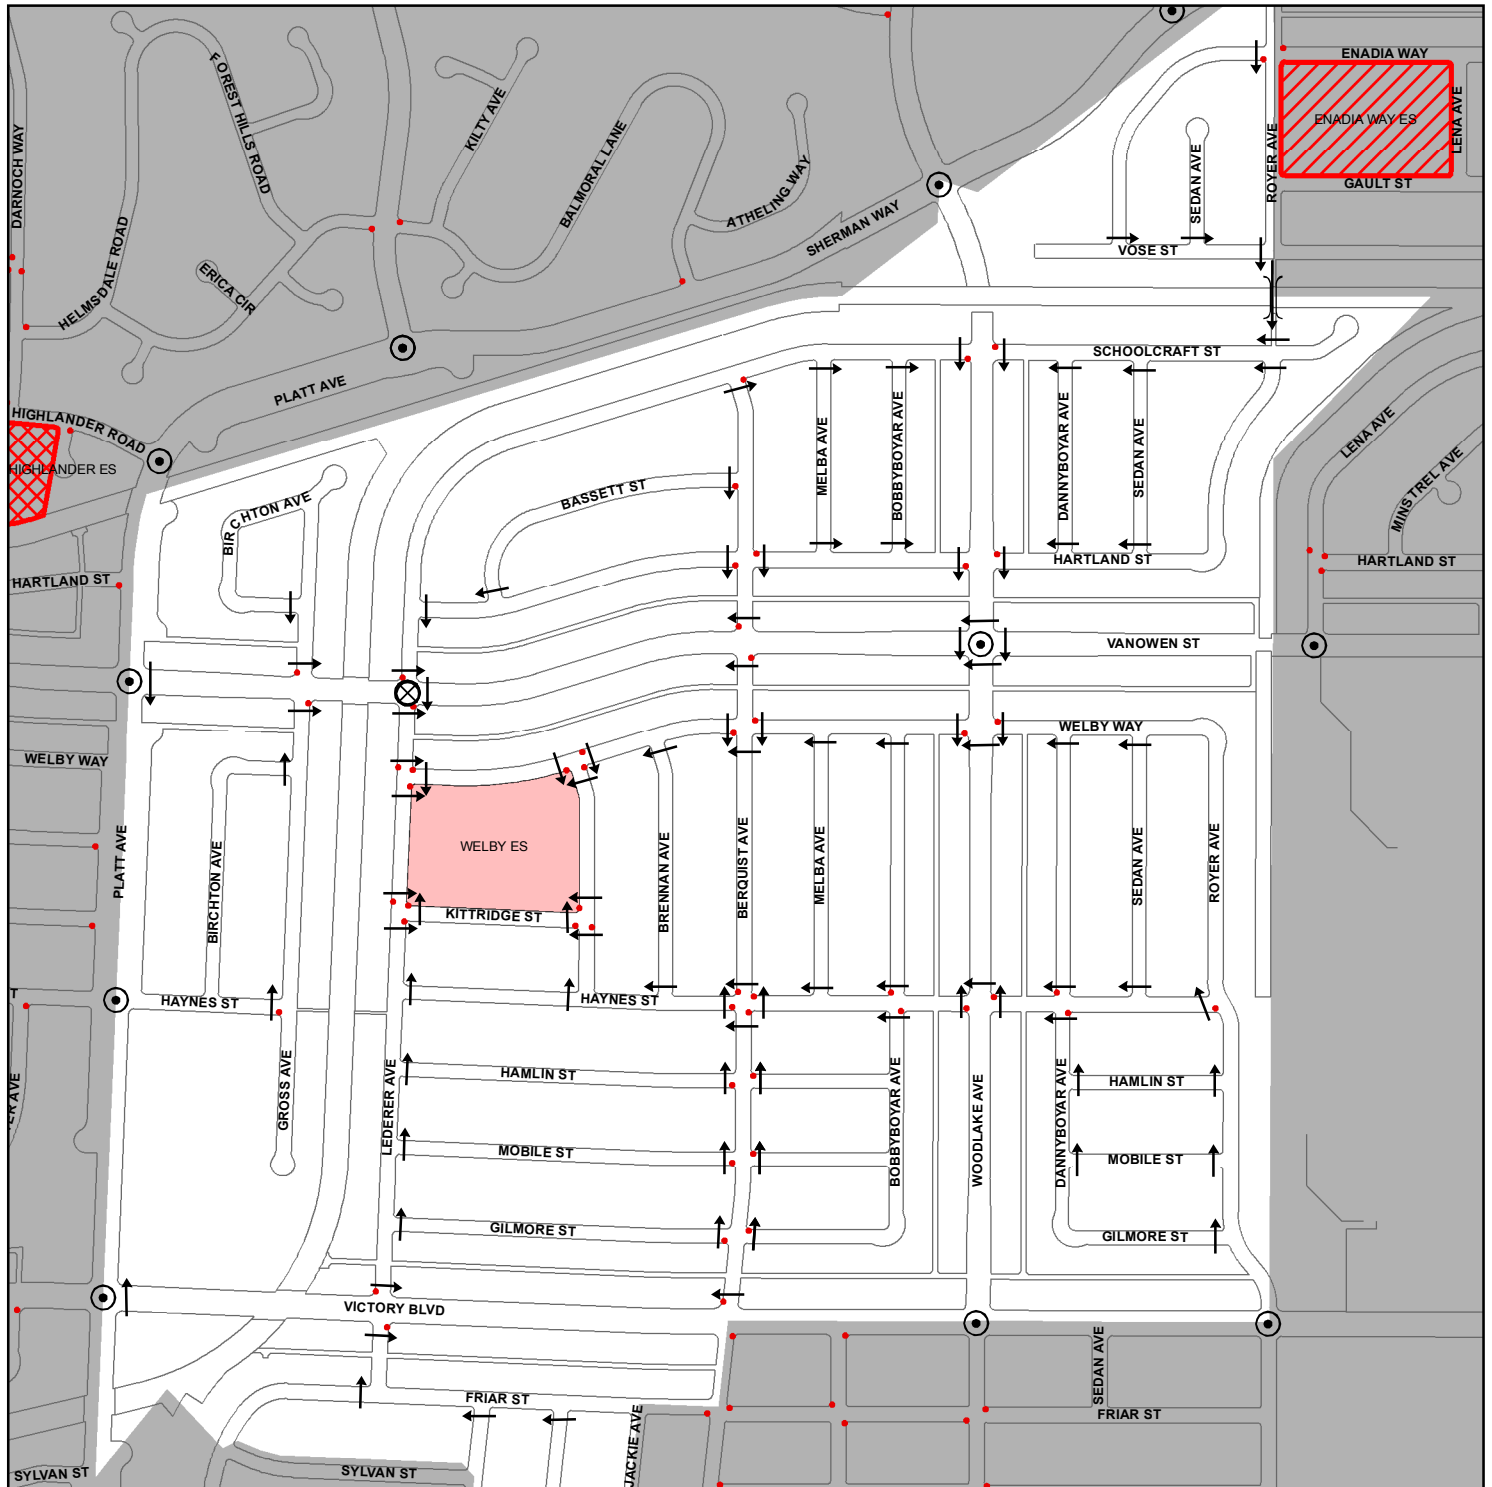 ENADIA WAY
FOREST HILLS ROAD
KILTY AVE
LENA AVE
ENADIA WAY ES
DARNOCH WAY
BALMORAL LANE
ROYER AVE
SEDAN AVE
GAULT ST
ATHELING WAY
SHERMAN WAY
VOSE ST
HELMSDALE ROAD
ERICA CIR
SCHOOLCRAFT ST
PLATT AVE
HIGHLANDER ROAD
MELBA AVE
BOBBYBOYAR AVE
DANNYBOYAR AVE
SEDAN AVE
LENA AVE
HIGHLANDER ES
MINSTREL AVE
BASSETT ST
BIRCHTON AVE
HARTLAND ST
HARTLAND ST
HARTLAND ST
VANOWEN ST
WELBY WAY
WELBY WAY
WELBY ES
PLATT AVE
BIRCHTON AVE
BRENNAN AVE
BERQUIST AVE
MELBA AVE
SEDAN AVE
ROYER AVE
KITTRIDGE ST
T
HAYNES ST
HAYNES ST
HAMLIN ST
HAMLIN ST
ER AVE
GROSS AVE
LEDERER AVE
BOBBYBOYAR AVE
WOODLAKE AVE
DANNYBOYAR AVE
MOBILE ST
MOBILE ST
GILMORE ST
GILMORE ST
VICTORY BLVD
SEDAN AVE
FRIAR ST
FRIAR ST
JACKIE AVE
SYLVAN ST
SYLVAN ST